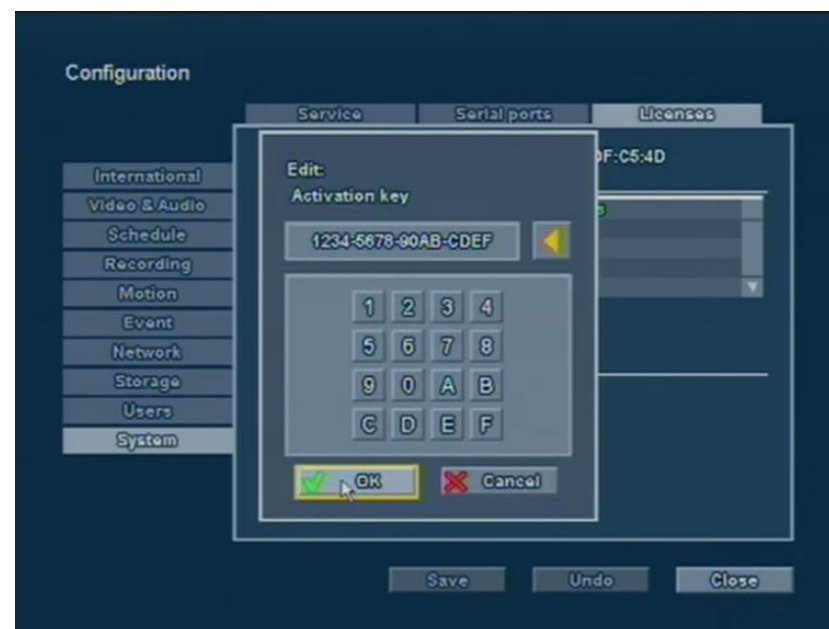 Configuration
Service Serial ports Licenses
Edit:
Activation key
DF:C5:4D
1234-5678-90AB-CDEF
International
Video & Audio
Schedule
Recording
Motion
Event
Network
Storage
Users
System
1 2 3 4
5 6 7 8
9 0 A B
C D E F
OK Cancel
Save Undo Close